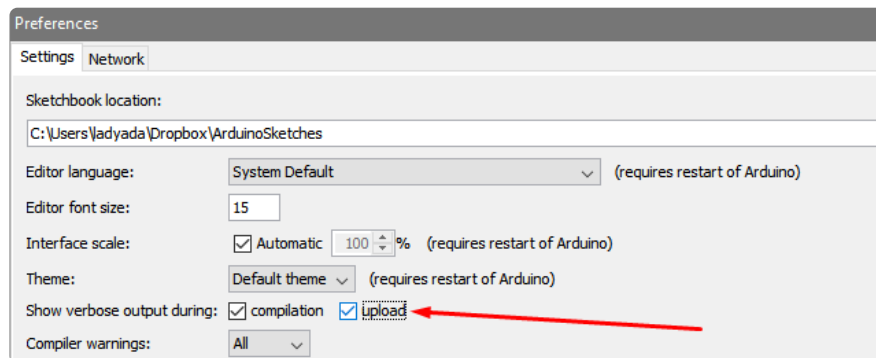 Preferences
Settings Network
Sketchbook location:
C:\Users\ladyada\Dropbox\ArduinoSketches
Editor language: System Default (requires restart of Arduino)
Editor font size: 15
Interface scale: Automatic 100 % (requires restart of Arduino)
Theme: Default theme (requires restart of Arduino)
Show verbose output during: compilation upload
Compiler warnings: All